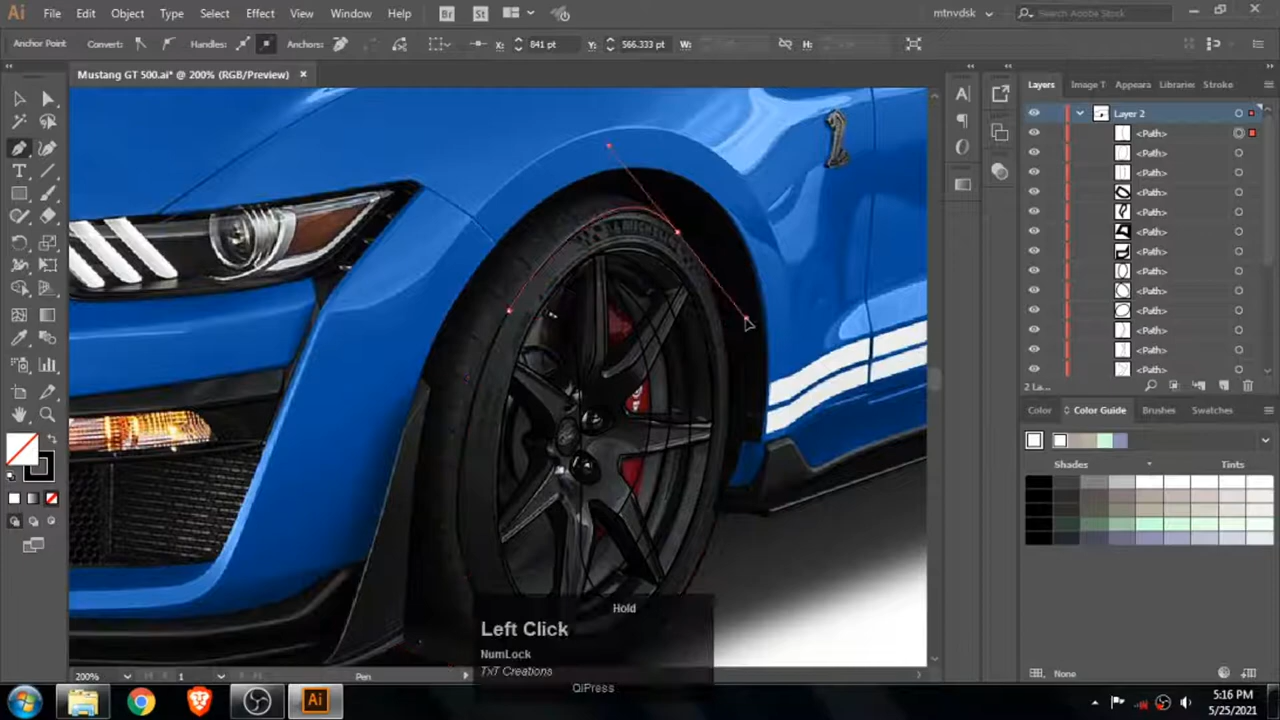 Ai File Edit Object Type Select Effect View Window Help Br St mtnvdsk Search Adobe Stock
Anchor Point Convert: Handles: Anchors: X: 841 pt Y: 566.333 pt W: H:
Mustang GT 500.ai* @ 200% (RGB/Preview) ×
Layers Image T Appeara Libraries Stroke
Layer 2
<Path>
<Path>
<Path>
<Path>
<Path>
<Path>
<Path>
<Path>
<Path>
<Path>
<Path>
<Path>
<Path>
2 La...
Color Color Guide Brushes Swatches
Shades Tints
None
Hold
Left Click
NumLock
TXT Creations
QiPress
200% 1 Pen
Ai
5:16 PM
5/25/2021